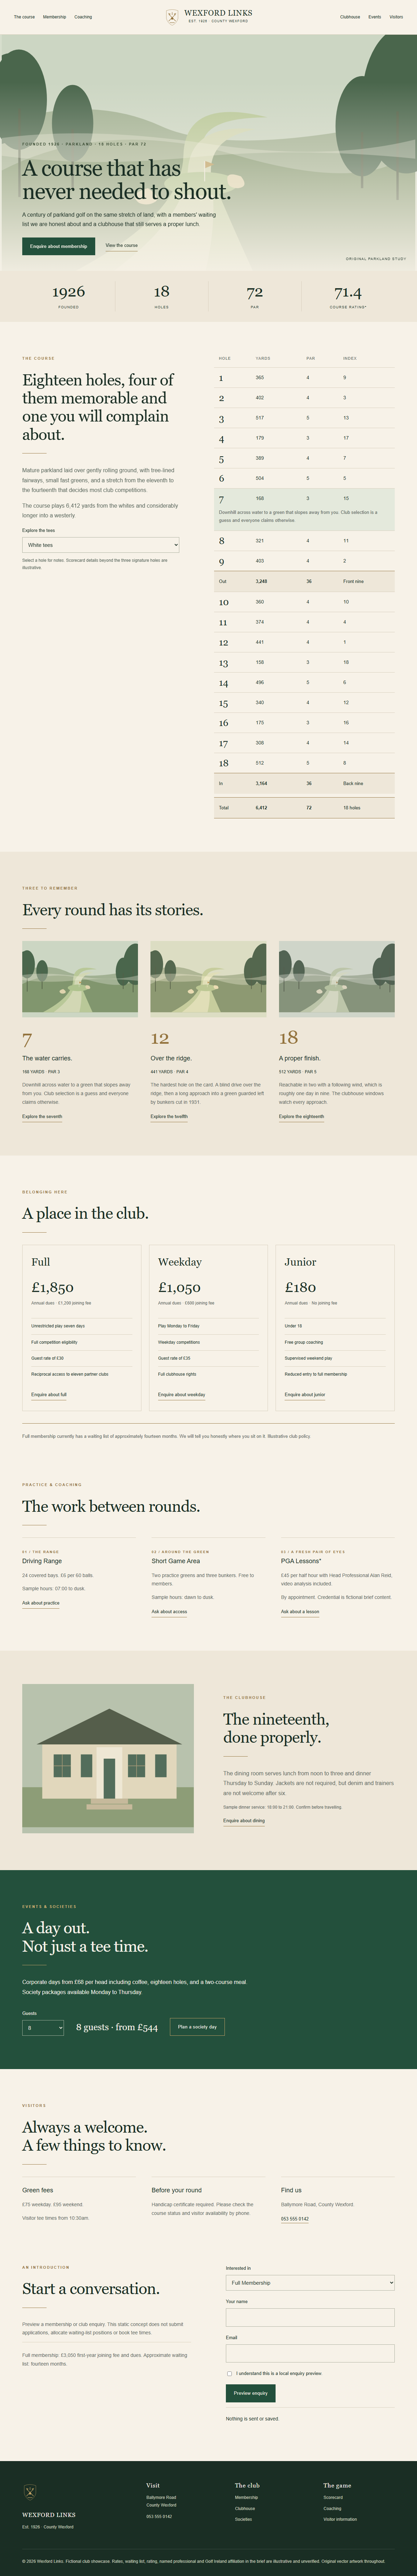 The course Membership Coaching
WEXFORD LINKS
EST. 1926 · COUNTY WEXFORD
Clubhouse Events Visitors
FOUNDED 1926 · PARKLAND · 18 HOLES · PAR 72
A course that has
never needed to shout.
A century of parkland golf on the same stretch of land, with a members' waiting
list we are honest about and a clubhouse that still serves a proper lunch.
Enquire about membership View the course
ORIGINAL PARKLAND STUDY
1926 18 72 71.4
FOUNDED HOLES PAR COURSE RATING*
THE COURSE
Eighteen holes, four of
them memorable and
one you will complain
about.
Mature parkland laid over gently rolling ground, with tree-lined
fairways, small fast greens, and a stretch from the eleventh to
the fourteenth that decides most club competitions.
The course plays 6,412 yards from the whites and considerably
longer into a westerly.
Explore the tees
White tees
Select a hole for notes. Scorecard details beyond the three signature holes are
illustrative.
HOLE YARDS PAR INDEX
1 365 4 9
2 402 4 3
3 517 5 13
4 179 3 17
5 389 4 7
6 504 5 5
7 168 3 15
Downhill across water to a green that slopes away from you. Club selection is a
guess and everyone claims otherwise.
8 321 4 11
9 403 4 2
Out 3,248 36 Front nine
10 360 4 10
11 374 4 4
12 441 4 1
13 158 3 18
14 496 5 6
15 340 4 12
16 175 3 16
17 308 4 14
18 512 5 8
In 3,164 36 Back nine
Total 6,412 72 18 holes
THREE TO REMEMBER
Every round has its stories.
7
The water carries.
168 YARDS · PAR 3
Downhill across water to a green that slopes away
from you. Club selection is a guess and everyone
claims otherwise.
Explore the seventh
12
Over the ridge.
441 YARDS · PAR 4
The hardest hole on the card. A blind drive over the
ridge, then a long approach into a green guarded left
by bunkers cut in 1931.
Explore the twelfth
18
A proper finish.
512 YARDS · PAR 5
Reachable in two with a following wind, which is
roughly one day in nine. The clubhouse windows
watch every approach.
Explore the eighteenth
BELONGING HERE
A place in the club.
Full
£1,850
Annual dues · £1,200 joining fee
Unrestricted play seven days
Full competition eligibility
Guest rate of £30
Reciprocal access to eleven partner clubs
Enquire about full
Weekday
£1,050
Annual dues · £600 joining fee
Play Monday to Friday
Weekday competitions
Guest rate of £35
Full clubhouse rights
Enquire about weekday
Junior
£180
Annual dues · No joining fee
Under 18
Free group coaching
Supervised weekend play
Reduced entry to full membership
Enquire about junior
Full membership currently has a waiting list of approximately fourteen months. We will tell you honestly where you sit on it. Illustrative club policy.
PRACTICE & COACHING
The work between rounds.
01 / THE RANGE
Driving Range
24 covered bays. £6 per 60 balls.
Sample hours: 07:00 to dusk.
Ask about practice
02 / AROUND THE GREEN
Short Game Area
Two practice greens and three bunkers. Free to
members.
Sample hours: dawn to dusk.
Ask about access
03 / A FRESH PAIR OF EYES
PGA Lessons*
£45 per half hour with Head Professional Alan Reid,
video analysis included.
By appointment. Credential is fictional brief content.
Ask about a lesson
THE CLUBHOUSE
The nineteenth,
done properly.
The dining room serves lunch from noon to three and dinner
Thursday to Sunday. Jackets are not required, but denim and trainers
are not welcome after six.
Sample dinner service: 18:00 to 21:00. Confirm before travelling.
Enquire about dining
EVENTS & SOCIETIES
A day out.
Not just a tee time.
Corporate days from £68 per head including coffee, eighteen holes, and a two-course meal.
Society packages available Monday to Thursday.
Guests
8 8 guests · from £544 Plan a society day
VISITORS
Always a welcome.
A few things to know.
Green fees
£75 weekday. £95 weekend.
Visitor tee times from 10:30am.
Before your round
Handicap certificate required. Please check the
course status and visitor availability by phone.
Find us
Ballymore Road, County Wexford.
053 555 0142
AN INTRODUCTION
Start a conversation.
Preview a membership or club enquiry. This static concept does not submit
applications, allocate waiting-list positions or book tee times.
Full membership: £3,050 first-year joining fee and dues. Approximate waiting
list: fourteen months.
Interested in
Full Membership
Your name
Email
I understand this is a local enquiry preview.
Preview enquiry
Nothing is sent or saved.
WEXFORD LINKS
Est. 1926 · County Wexford
Visit
Ballymore Road
County Wexford
053 555 0142
The club
Membership
Clubhouse
Societies
The game
Scorecard
Coaching
Visitor information
© 2026 Wexford Links. Fictional club showcase. Rates, waiting list, rating, named professional and Golf Ireland affiliation in the brief are illustrative and unverified. Original vector artwork throughout.